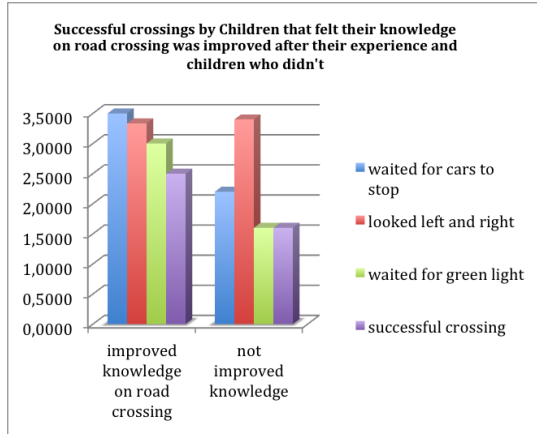 Successful crossings by Children that felt their knowledge
on road crossing was improved after their experience and
children who didn't
3,5000
3,0000
2,5000
2,0000
1,5000
1,0000
0,5000
0,0000
improved
knowledge
on road
crossing
not
improved
knowledge
waited for cars to
stop
looked left and right
waited for green light
successful crossing